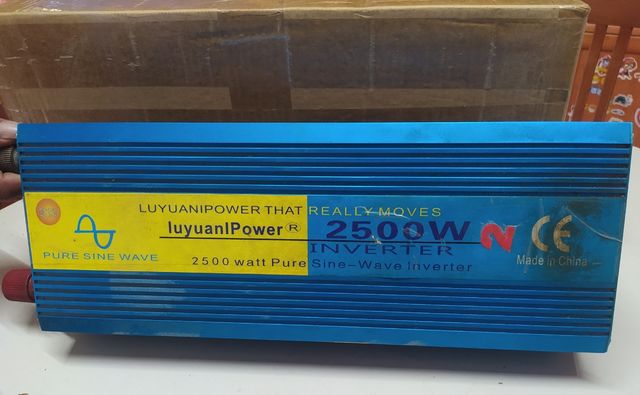 LUYUANIPOWER THAT REALLY MOVES
luyuanIPower ® 2500W
INVERTER
PURE SINE WAVE
2500 watt Pure Sine-Wave Inverter
CE
Made in China